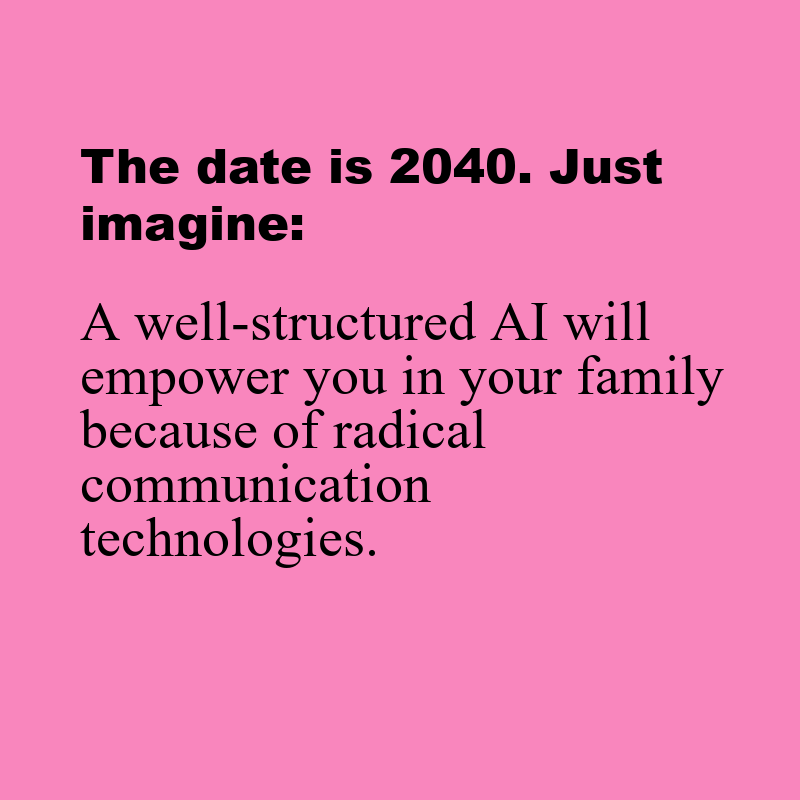 The date is 2040. Just
imagine:
A well-structured AI will
empower you in your family
because of radical
communication
technologies.